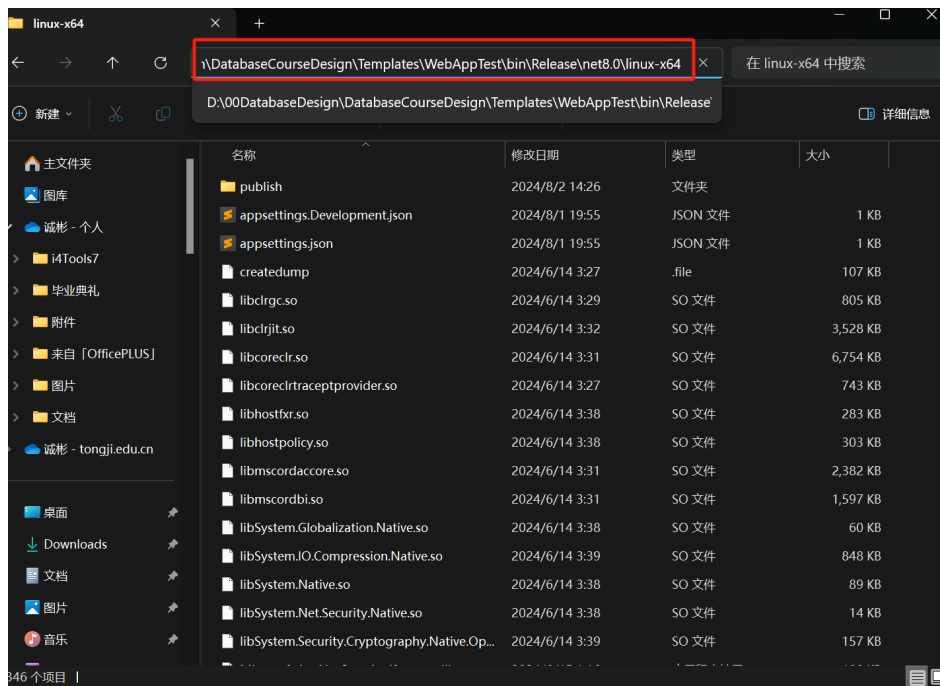 linux-x64
\DatabaseCourseDesign\Templates\WebAppTest\bin\Release\net8.0\linux-x64
在 linux-x64 中搜索
D:\00DatabaseDesign\DatabaseCourseDesign\Templates\WebAppTest\bin\Release
新建
详细信息
名称 修改日期 类型 大小
主文件夹
图库
诚彬 - 个人
i4Tools7
毕业典礼
附件
来自「OfficePLUS」
图片
文档
诚彬 - tongji.edu.cn
桌面
Downloads
文档
图片
音乐
publish 2024/8/2 14:26 文件夹
appsettings.Development.json 2024/8/1 19:55 JSON 文件 1 KB
appsettings.json 2024/8/1 19:55 JSON 文件 1 KB
createdump 2024/6/14 3:27 .file 107 KB
libclrgc.so 2024/6/14 3:29 SO 文件 805 KB
libclrjit.so 2024/6/14 3:32 SO 文件 3,528 KB
libcoreclr.so 2024/6/14 3:31 SO 文件 6,754 KB
libcoreclrtraceptprovider.so 2024/6/14 3:27 SO 文件 743 KB
libhostfxr.so 2024/6/14 3:38 SO 文件 283 KB
libhostpolicy.so 2024/6/14 3:38 SO 文件 303 KB
libmscordaccore.so 2024/6/14 3:31 SO 文件 2,382 KB
libmscordbi.so 2024/6/14 3:31 SO 文件 1,597 KB
libSystem.Globalization.Native.so 2024/6/14 3:38 SO 文件 60 KB
libSystem.IO.Compression.Native.so 2024/6/14 3:39 SO 文件 848 KB
libSystem.Native.so 2024/6/14 3:38 SO 文件 89 KB
libSystem.Net.Security.Native.so 2024/6/14 3:38 SO 文件 14 KB
libSystem.Security.Cryptography.Native.Op... 2024/6/14 3:39 SO 文件 157 KB
346 个项目